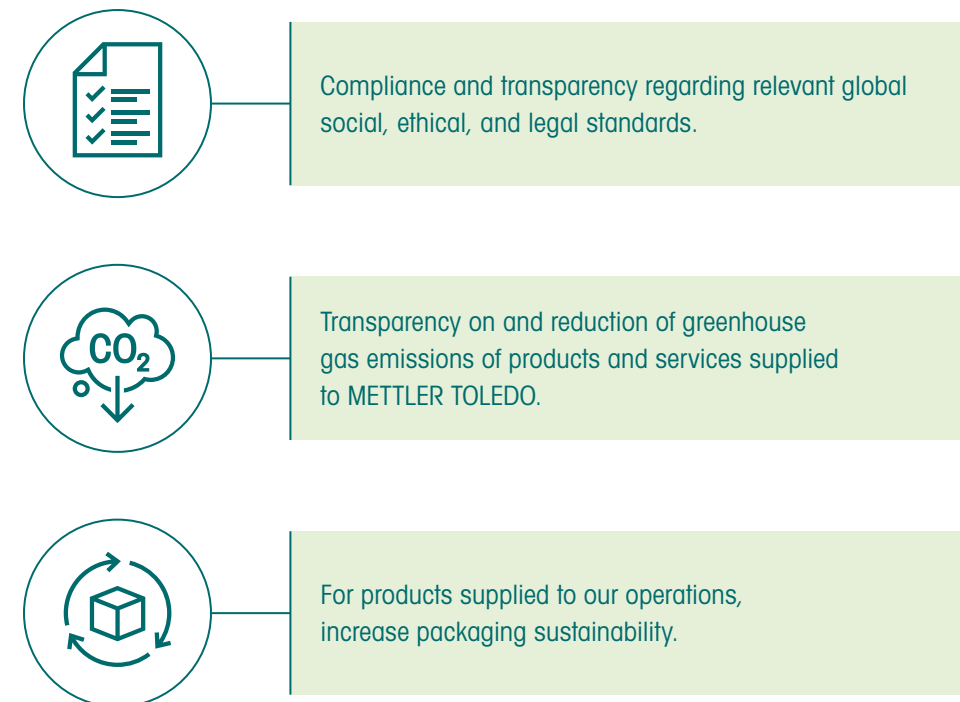 Compliance and transparency regarding relevant global
social, ethical, and legal standards.
CO₂
Transparency on and reduction of greenhouse
gas emissions of products and services supplied
to METTLER TOLEDO.
For products supplied to our operations,
increase packaging sustainability.